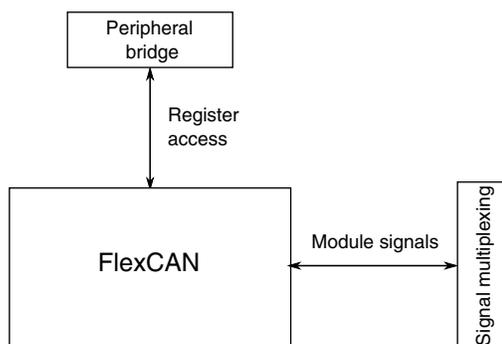 Peripheral
bridge
Register
access
FlexCAN
Module signals
Signal multiplexing